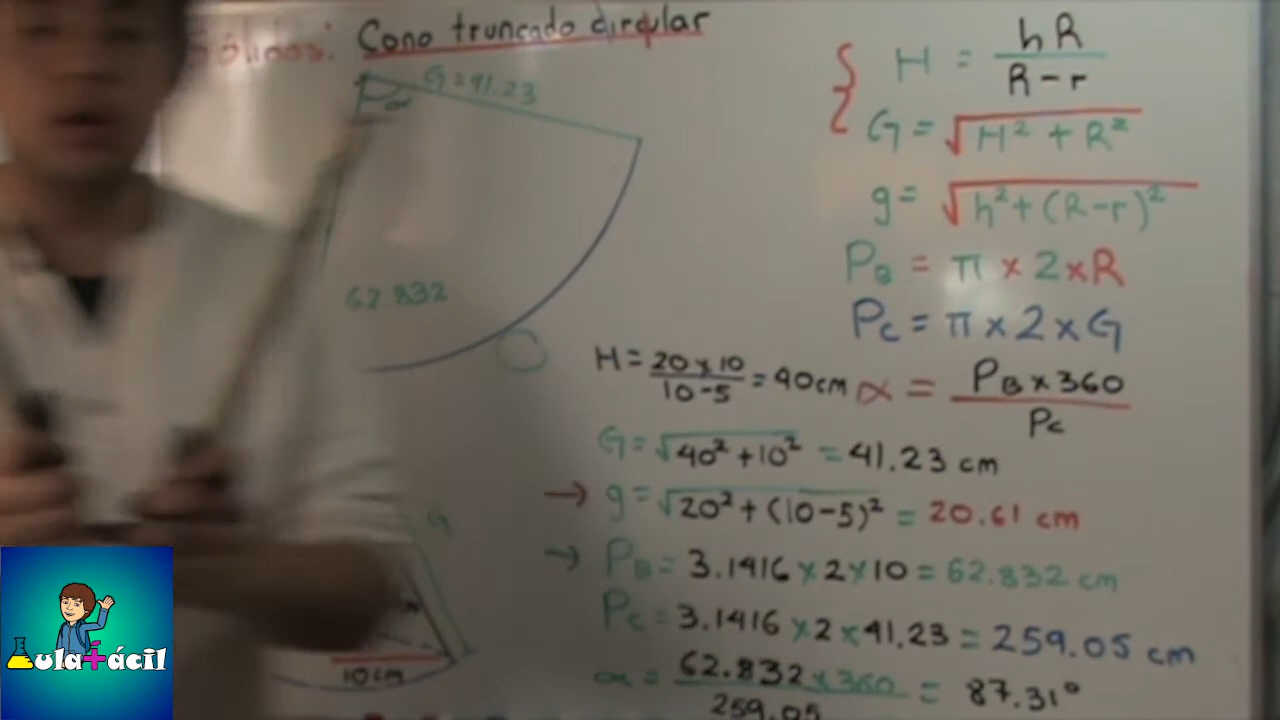 Sólidos: Cono truncado circular
G = 41.23
α
62.832
H = hR / R - r
G = √H² + R²
g = √h² + (R - r)²
P_B = π × 2 × R
P_C = π × 2 × G
α = P_B × 360 / P_C
H = 20 × 10 / 10 - 5 = 40 cm
G = √40² + 10² = 41.23 cm
→ g = √20² + (10 - 5)² = 20.61 cm
→ P_B = 3.1416 × 2 × 10 = 62.832 cm
P_C = 3.1416 × 2 × 41.23 = 259.05 cm
α = 62.832 × 360 / 259.05 = 87.31°
G
10 cm
Aula+ácil